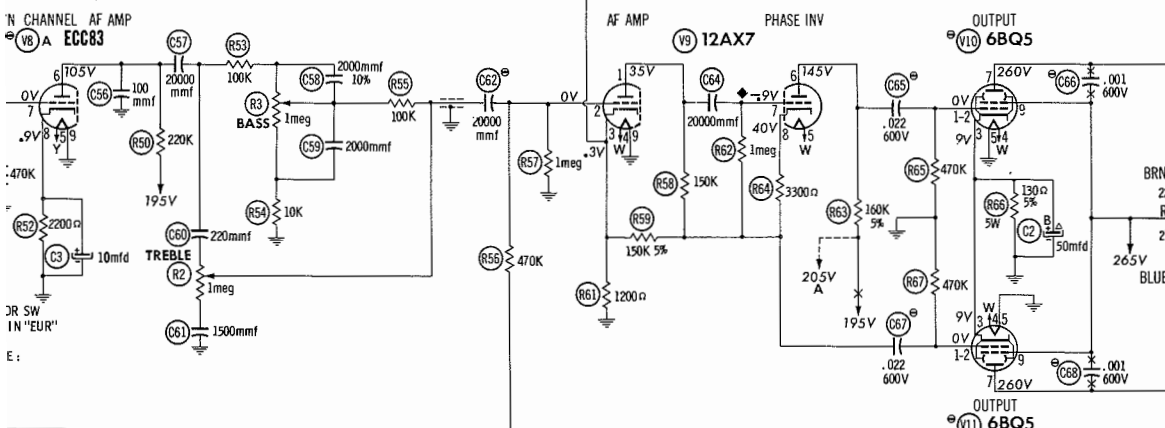 'N CHANNEL AF AMP
⊖ V8 A ECC83
AF AMP
PHASE INV
V9 12AX7
OUTPUT
⊖ V10 6BQ5
C57
20000
mmf
R53
100K
C58
2000mmf
10%
6
105V
C56
100
mmf
0V
7
.9V
8
5
9
Y
470K
R52
2200Ω
C3
+
10mfd
R50
220K
195V
R3
BASS
1meg
C59
2000mmf
R54
10K
R55
100K
C60
220mmf
TREBLE
R2
1meg
C61
1500mmf
C62 ⊖
20000
mmf
R56
470K
R57
1meg
0V
1
35V
2
3
4
9
W
.3V
R58
150K
R59
150K 5%
R61
1200Ω
C64
20000mmf
R62
1meg
6
145V
-.9V
7
40V
8
5
W
R64
3300Ω
R63
160K
5%
205V
A
195V
C65 ⊖
.022
600V
R65
470K
R67
470K
C67 ⊖
.022
600V
7
260V
0V
1-2
9
9V
3
5
4
W
⊖ C66
.001
600V
R66
5W
130Ω
5%
C2
B
+
50mfd
265V
BRN
2
R
2
BLUE
W
9V
3
4
5
0V
1-2
9
7
260V
⊖ C68
.001
600V
OUTPUT
⊖ V11 6BQ5
OR SW
IN "EUR"
E: